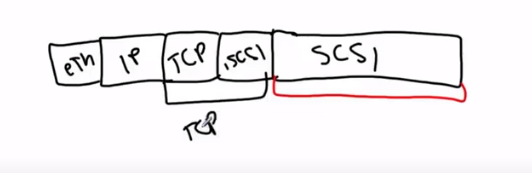 eTh IP TCP iSCSI SCSI
TCP